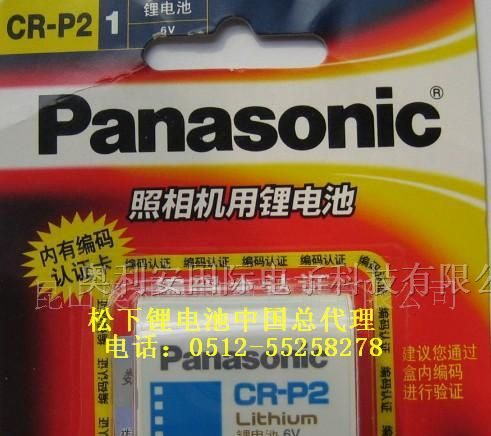 CR-P2 1 锂电池
6V
Panasonic®
照相机用锂电池
内有编码
认证卡
编码认证 编码认证 编码认证 编码认证
昆山奥利安国际电子科技有限公司
松下锂电池中国总代理
电话：0512-55258278
Panasonic
CR-P2
Lithium
锂电池 6V
建议您通过
盒内编码
进行验证